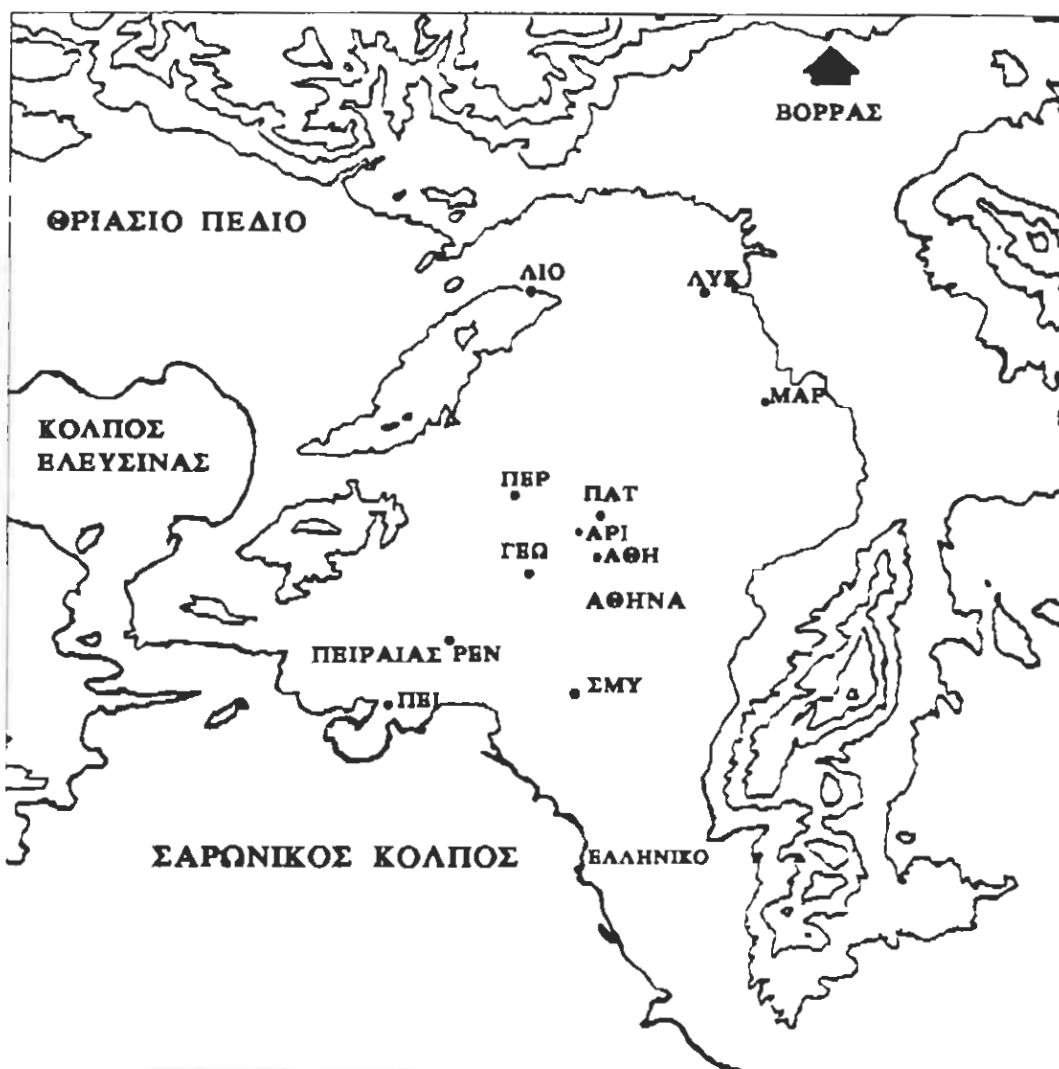 ΒΟΡΡΑΣ
ΘΡΙΑΣΙΟ ΠΕΔΙΟ
ΛΙΟ
ΛΥΚ
ΜΑΡ
ΚΟΛΠΟΣ
ΕΛΕΥΣΙΝΑΣ
ΠΕΡ
ΠΑΤ
ΑΡΙ
ΓΕΩ
ΑΘΗ
ΑΘΗΝΑ
ΠΕΙΡΑΙΑΣ ΡΕΝ
ΣΜΥ
ΠΕΙ
ΣΑΡΩΝΙΚΟΣ ΚΟΛΠΟΣ
ΕΛΛΗΝΙΚΟ